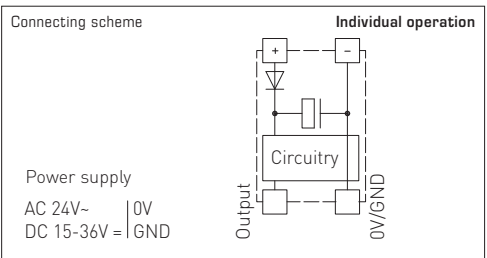 Connecting scheme
Individual operation
+ −
Circuitry
Power supply
AC 24V~ | 0V
DC 15-36V = | GND
Output
0V/GND